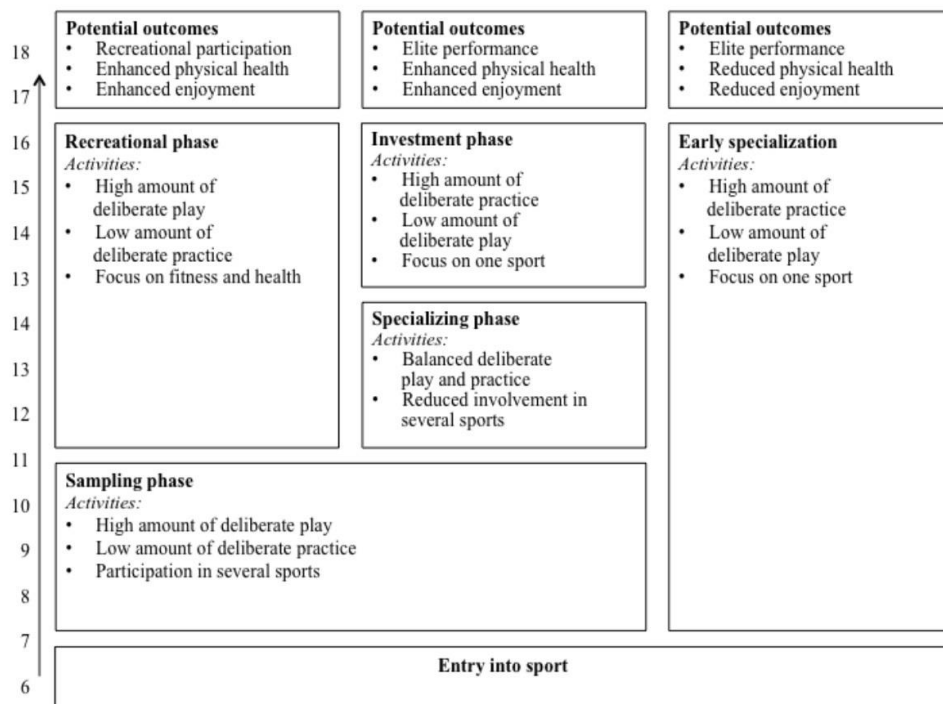 18
17
16
15
14
13
14
13
12
11
10
9
8
7
6
Potential outcomes
• Recreational participation
• Enhanced physical health
• Enhanced enjoyment
Potential outcomes
• Elite performance
• Enhanced physical health
• Enhanced enjoyment
Potential outcomes
• Elite performance
• Reduced physical health
• Reduced enjoyment
Recreational phase
Activities:
• High amount of
deliberate play
• Low amount of
deliberate practice
• Focus on fitness and health
Investment phase
Activities:
• High amount of
deliberate practice
• Low amount of
deliberate play
• Focus on one sport
Early specialization
Activities:
• High amount of
deliberate practice
• Low amount of
deliberate play
• Focus on one sport
Specializing phase
Activities:
• Balanced deliberate
play and practice
• Reduced involvement in
several sports
Sampling phase
Activities:
• High amount of deliberate play
• Low amount of deliberate practice
• Participation in several sports
Entry into sport